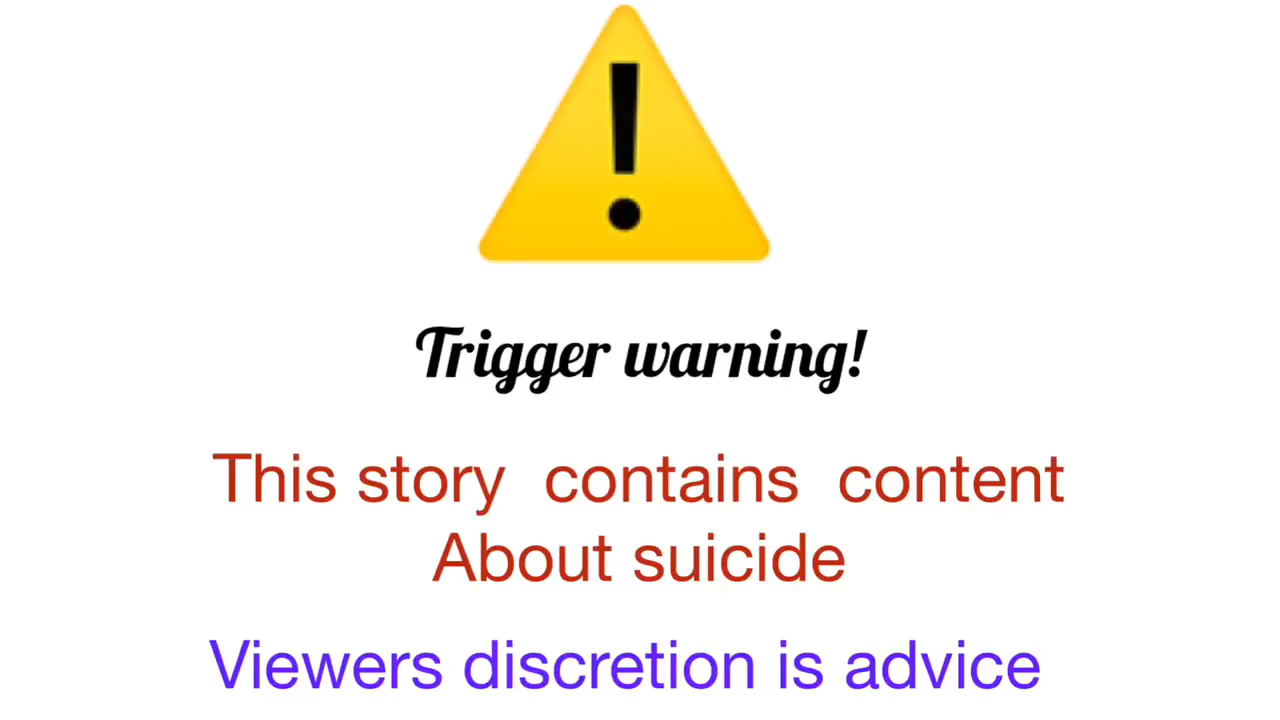 Trigger warning!
This story contains content
About suicide
Viewers discretion is advice